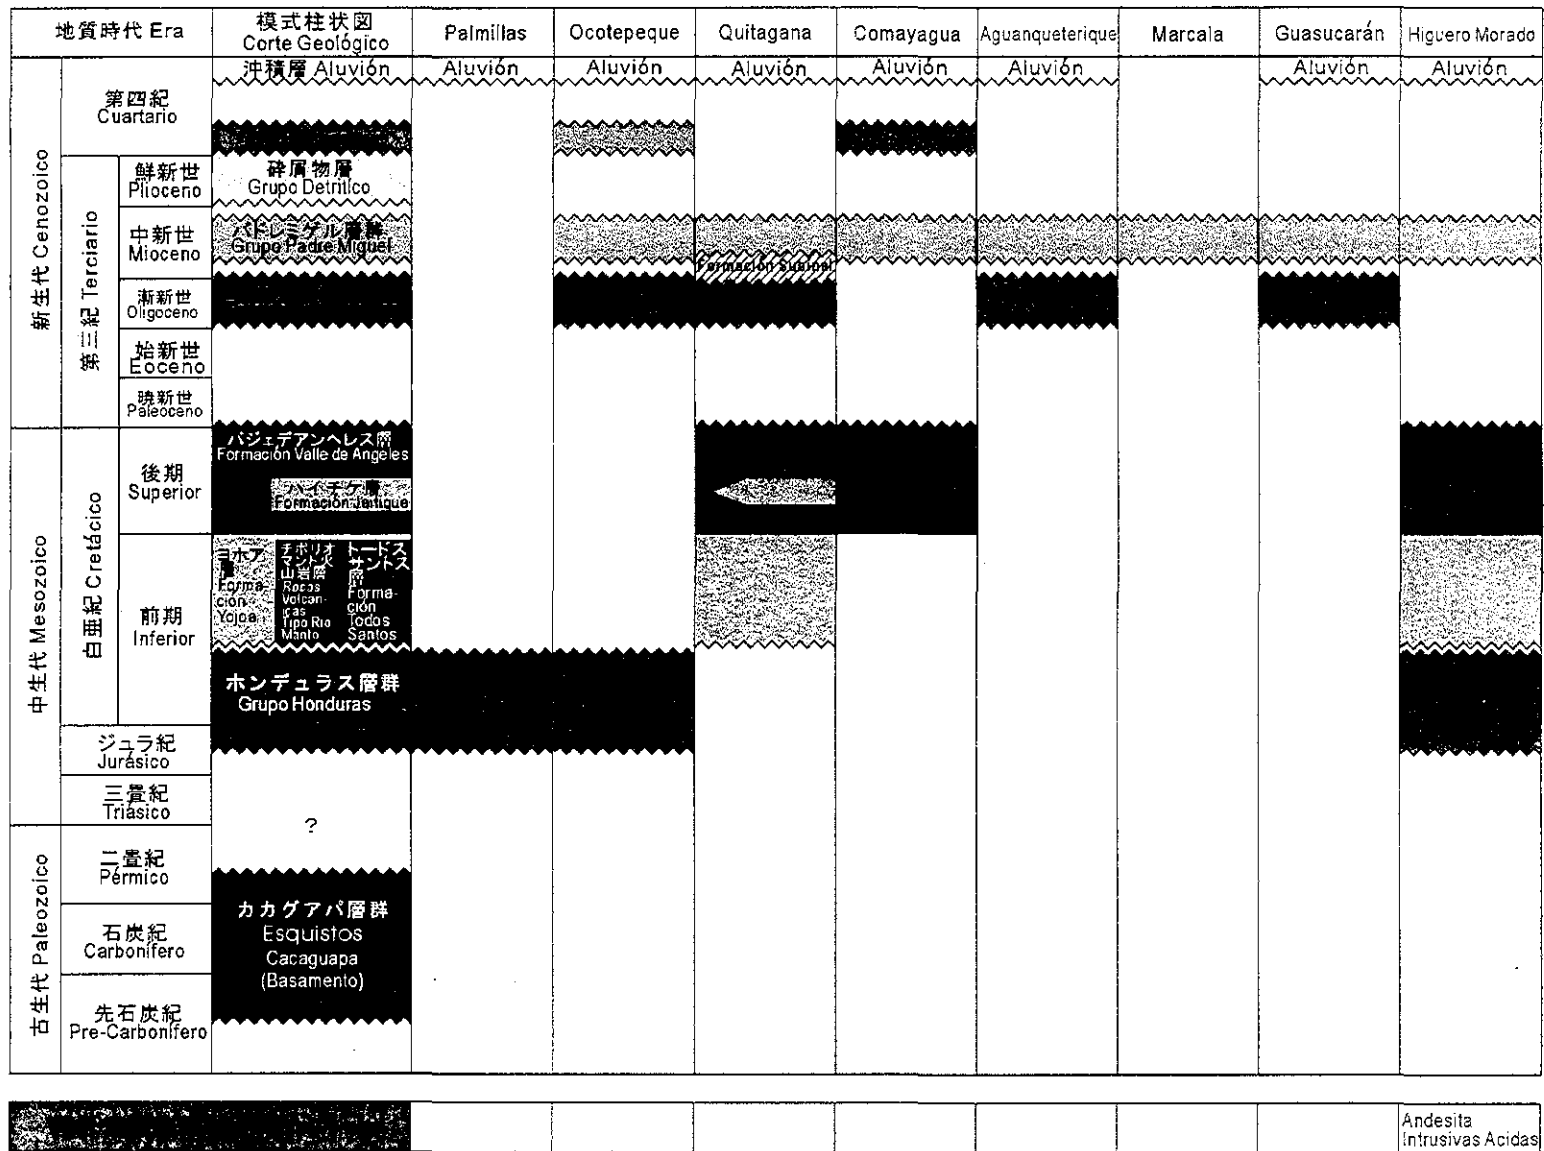 地質時代 Era
模式柱状図
Corte Geológico
Palmillas
Ocotepeque
Quitagana
Comayagua
Aguanqueterique
Marcala
Guasucarán
Higuero Morado
沖積層 Aluvión
Aluvión
Aluvión
Aluvión
Aluvión
Aluvión
Aluvión
Aluvión
新生代 Cenozoico
第四紀
Cuartario
第三紀 Terciario
鮮新世
Plioceno
砕屑物層
Grupo Detritico
中新世
Mioceno
パドレミゲル層群
Grupo Padre Miguel
Formación Subinal
漸新世
Oligoceno
始新世
Eoceno
暁新世
Paleoceno
中生代 Mesozoico
白亜紀 Cretácico
後期
Superior
バジェデアンヘレス層
Formación Valle de Angeles
ハイチケ層
Formación Jaitique
前期
Inferior
ヨホア
層
Forma-
ción
Yojoa
チポリオ
マント火
山岩層
Rocas
Volcan-
icas
Tipo Rio
Manto
トードス
サントス
層
Forma-
ción
Todos
Santos
ホンデュラス層群
Grupo Honduras
ジュラ紀
Jurásico
三畳紀
Triásico
?
古生代 Paleozoico
二畳紀
Pérmico
石炭紀
Carbonífero
先石炭紀
Pre-Carbonífero
カカグアパ層群
Esquistos
Cacaguapa
(Basamento)
Andesita
Intrusivas Acidas